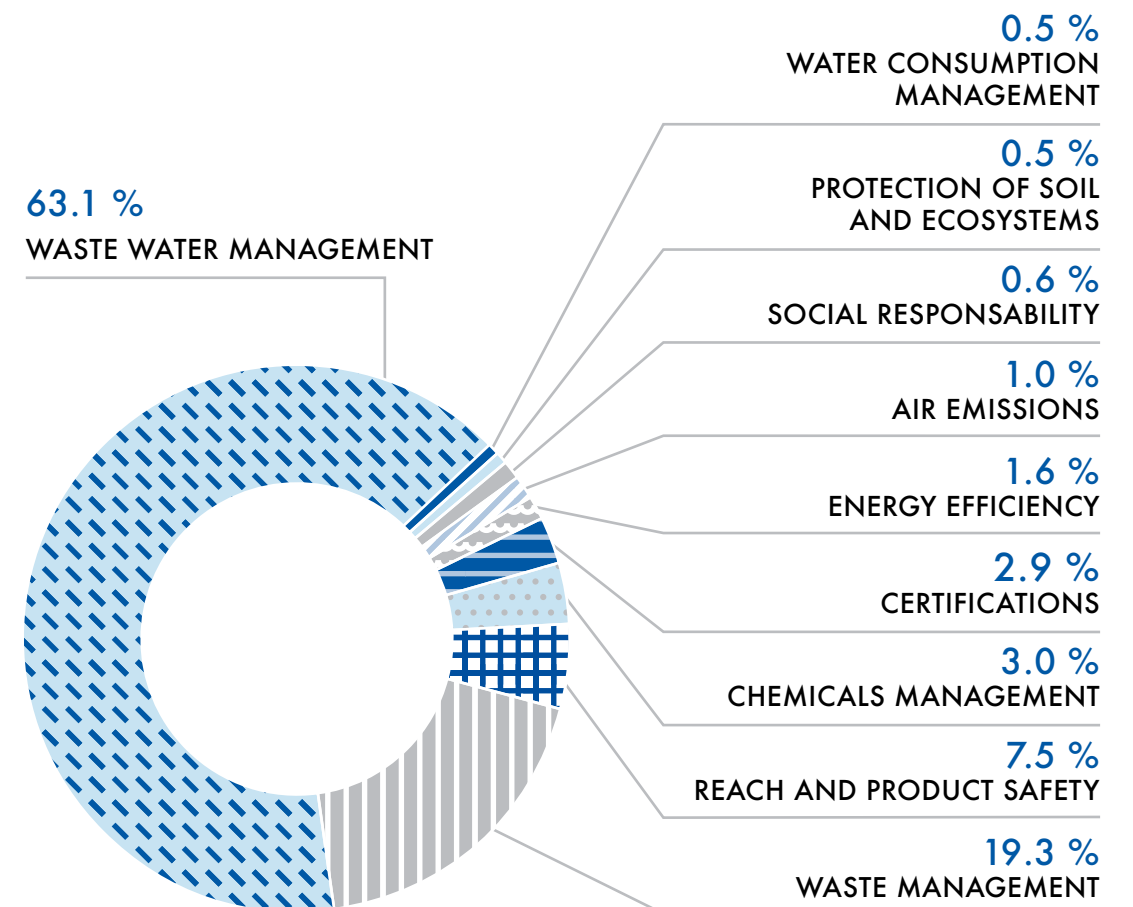 63.1 %
WASTE WATER MANAGEMENT
0.5 %
WATER CONSUMPTION
MANAGEMENT
0.5 %
PROTECTION OF SOIL
AND ECOSYSTEMS
0.6 %
SOCIAL RESPONSABILITY
1.0 %
AIR EMISSIONS
1.6 %
ENERGY EFFICIENCY
2.9 %
CERTIFICATIONS
3.0 %
CHEMICALS MANAGEMENT
7.5 %
REACH AND PRODUCT SAFETY
19.3 %
WASTE MANAGEMENT